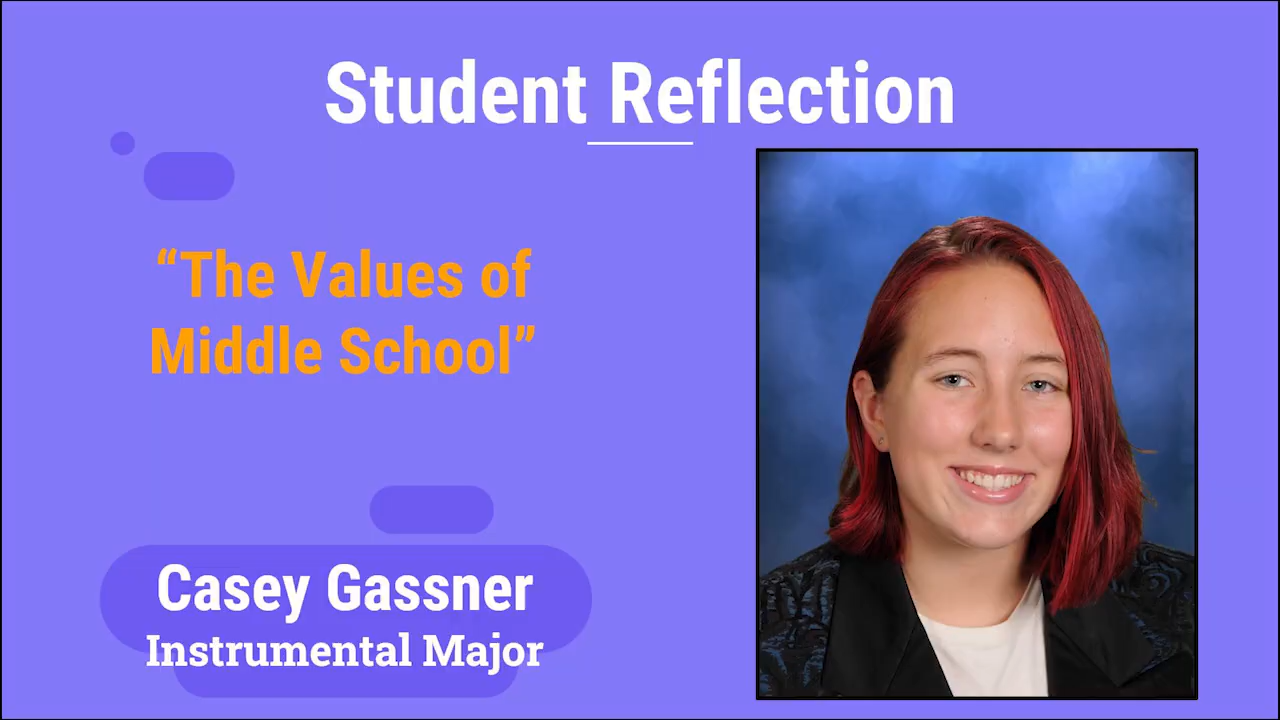 Student Reflection
“The Values of
Middle School”
Casey Gassner
Instrumental Major